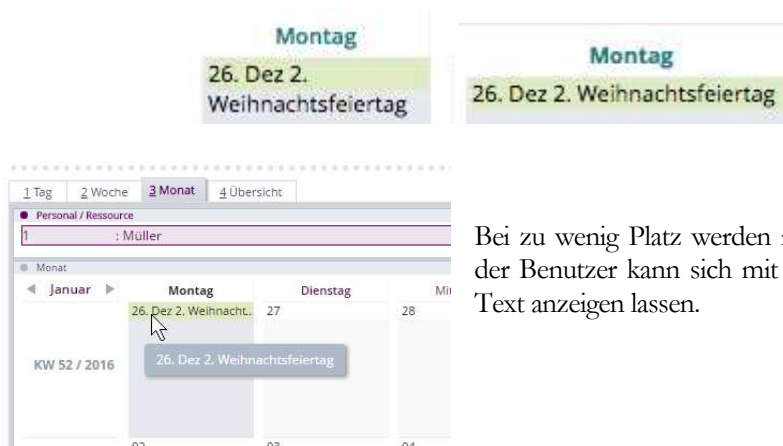 Montag
26. Dez 2.
Weihnachtsfeiertag
Montag
26. Dez 2. Weihnachtsfeiertag
1 Tag 2 Woche 3 Monat 4 Übersicht
Personal / Ressource
1 : Müller
Monat
Januar Montag Dienstag
26. Dez 2. Weihnacht... 27 28
26. Dez 2. Weihnachtsfeiertag
KW 52 / 2016
Bei zu wenig Platz werden
der Benutzer kann sich mit
Text anzeigen lassen.